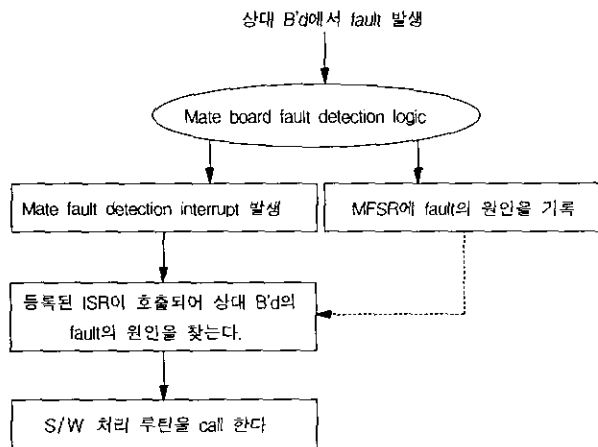 상대 B'd에서 fault 발생
Mate board fault detection logic
Mate fault detection interrupt 발생
MFSR에 fault의 원인을 기록
등록된 ISR이 호출되어 상대 B'd의
fault의 원인을 찾는다.
S/W 처리 루틴을 call 한다